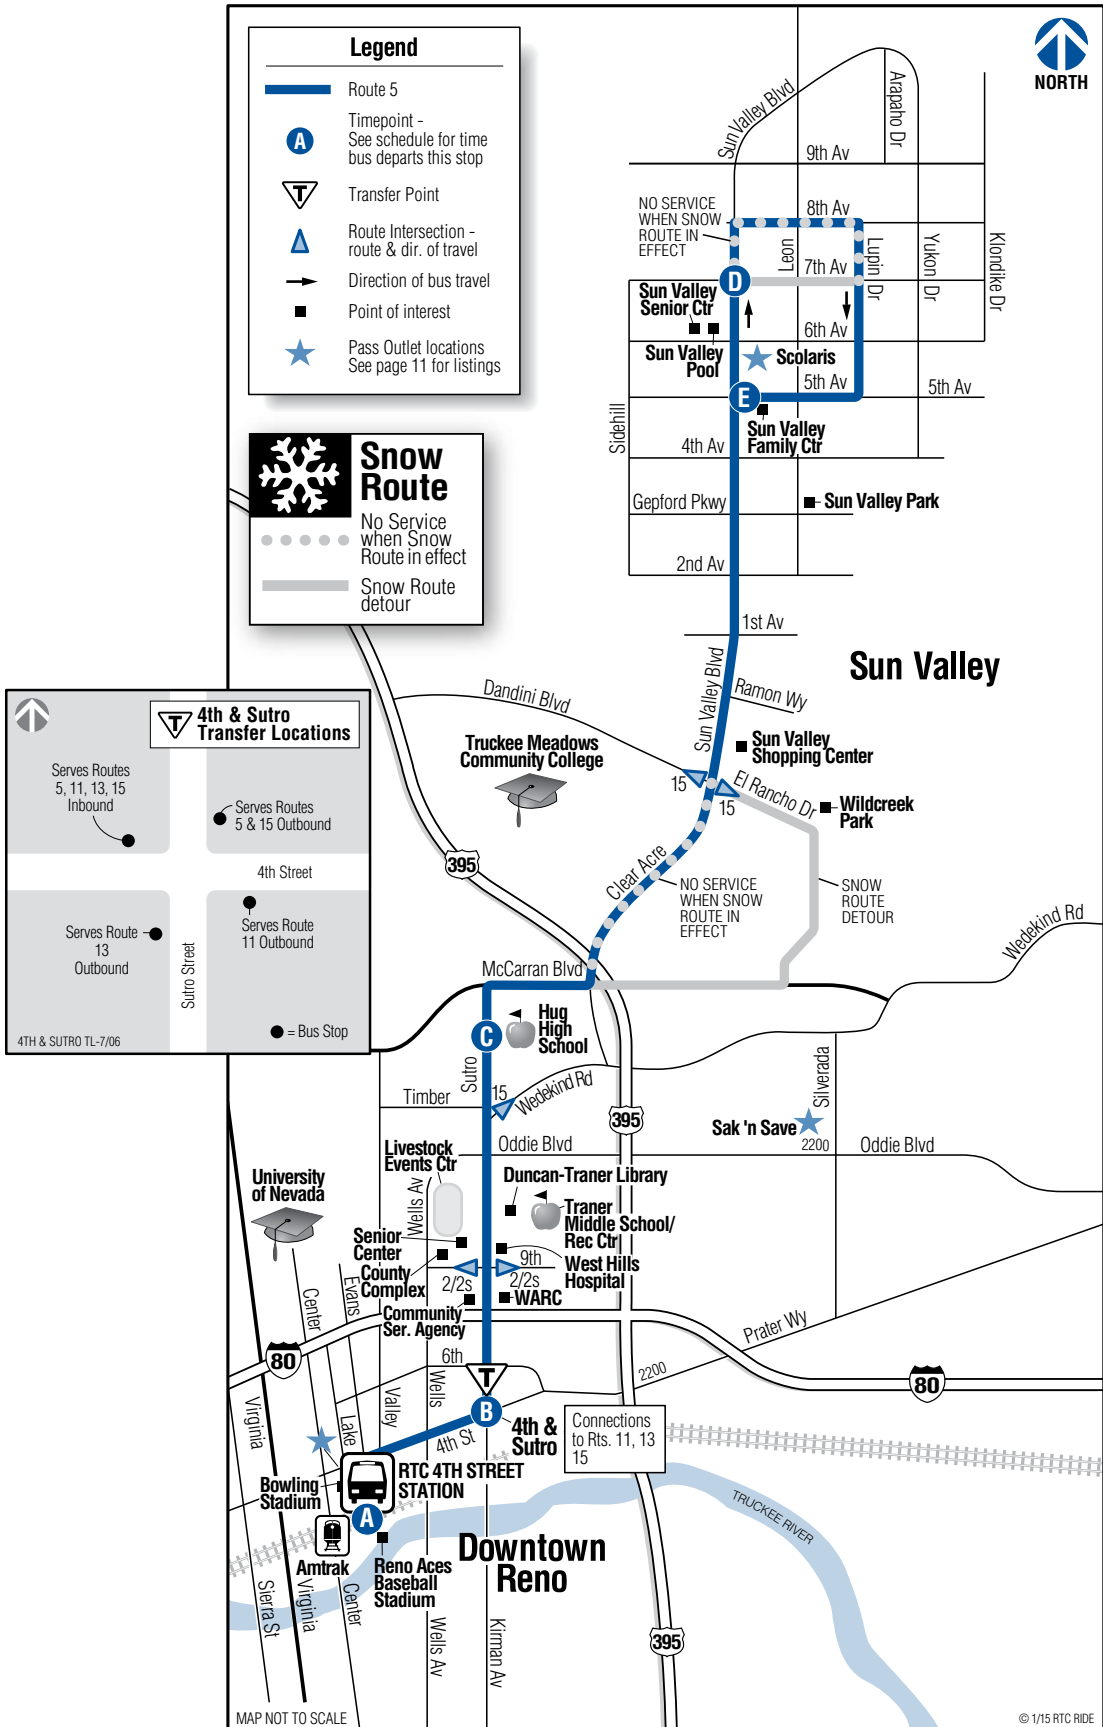 Legend
Route 5
A
Timepoint -
See schedule for time
bus departs this stop
T
Transfer Point
Route Intersection -
route & dir. of travel
Direction of bus travel
Point of interest
Pass Outlet locations
See page 11 for listings
NORTH
Sun Valley Blvd
Arapaho Dr
9th Av
NO SERVICE
WHEN SNOW
ROUTE IN
EFFECT
8th Av
Leon
Lupin Dr
Yukon Dr
Klondike Dr
7th Av
D
Sun Valley
Senior Ctr
6th Av
Sun Valley
Pool
Scolaris
E
5th Av
5th Av
Sidehill
Sun Valley
Family Ctr
4th Av
Gepford Pkwy
Sun Valley Park
2nd Av
1st Av
Snow
Route
No Service
when Snow
Route in effect
Snow Route
detour
Sun Valley
Sun Valley Blvd
Ramon Wy
Dandini Blvd
Truckee Meadows
Community College
Sun Valley
Shopping Center
15
15
El Rancho Dr
Wildcreek
Park
395
Clear Acre
NO SERVICE
WHEN SNOW
ROUTE IN
EFFECT
SNOW
ROUTE
DETOUR
Wedekind Rd
McCarran Blvd
T
4th & Sutro
Transfer Locations
Serves Routes
5, 11, 13, 15
Inbound
Serves Routes
5 & 15 Outbound
4th Street
Serves Route
13
Outbound
Serves Route
11 Outbound
Sutro Street
= Bus Stop
4TH & SUTRO TL-7/06
C
Hug
High
School
Sutro
15
Wedekind Rd
Timber
395
Silverada
Sak 'n Save
2200
Oddie Blvd
Oddie Blvd
Livestock
Events Ctr
Wells Av
Duncan-Traner Library
University
of Nevada
Traner
Middle School/
Rec Ctr
Senior
Center
County
Complex
9th
West Hills
Hospital
2/2s
2/2s
WARC
Community
Ser. Agency
Center
Evans
80
6th
T
Prater Wy
2200
80
Virginia
Lake
Valley
Wells
B
4th St
4th &
Sutro
Connections
to Rts. 11, 13
15
Bowling
Stadium
RTC 4TH STREET
STATION
A
Amtrak
Reno Aces
Baseball
Stadium
Downtown
Reno
TRUCKEE RIVER
Sierra St
Virginia
Center
Wells Av
Kirman Av
395
MAP NOT TO SCALE
© 1/15 RTC RIDE